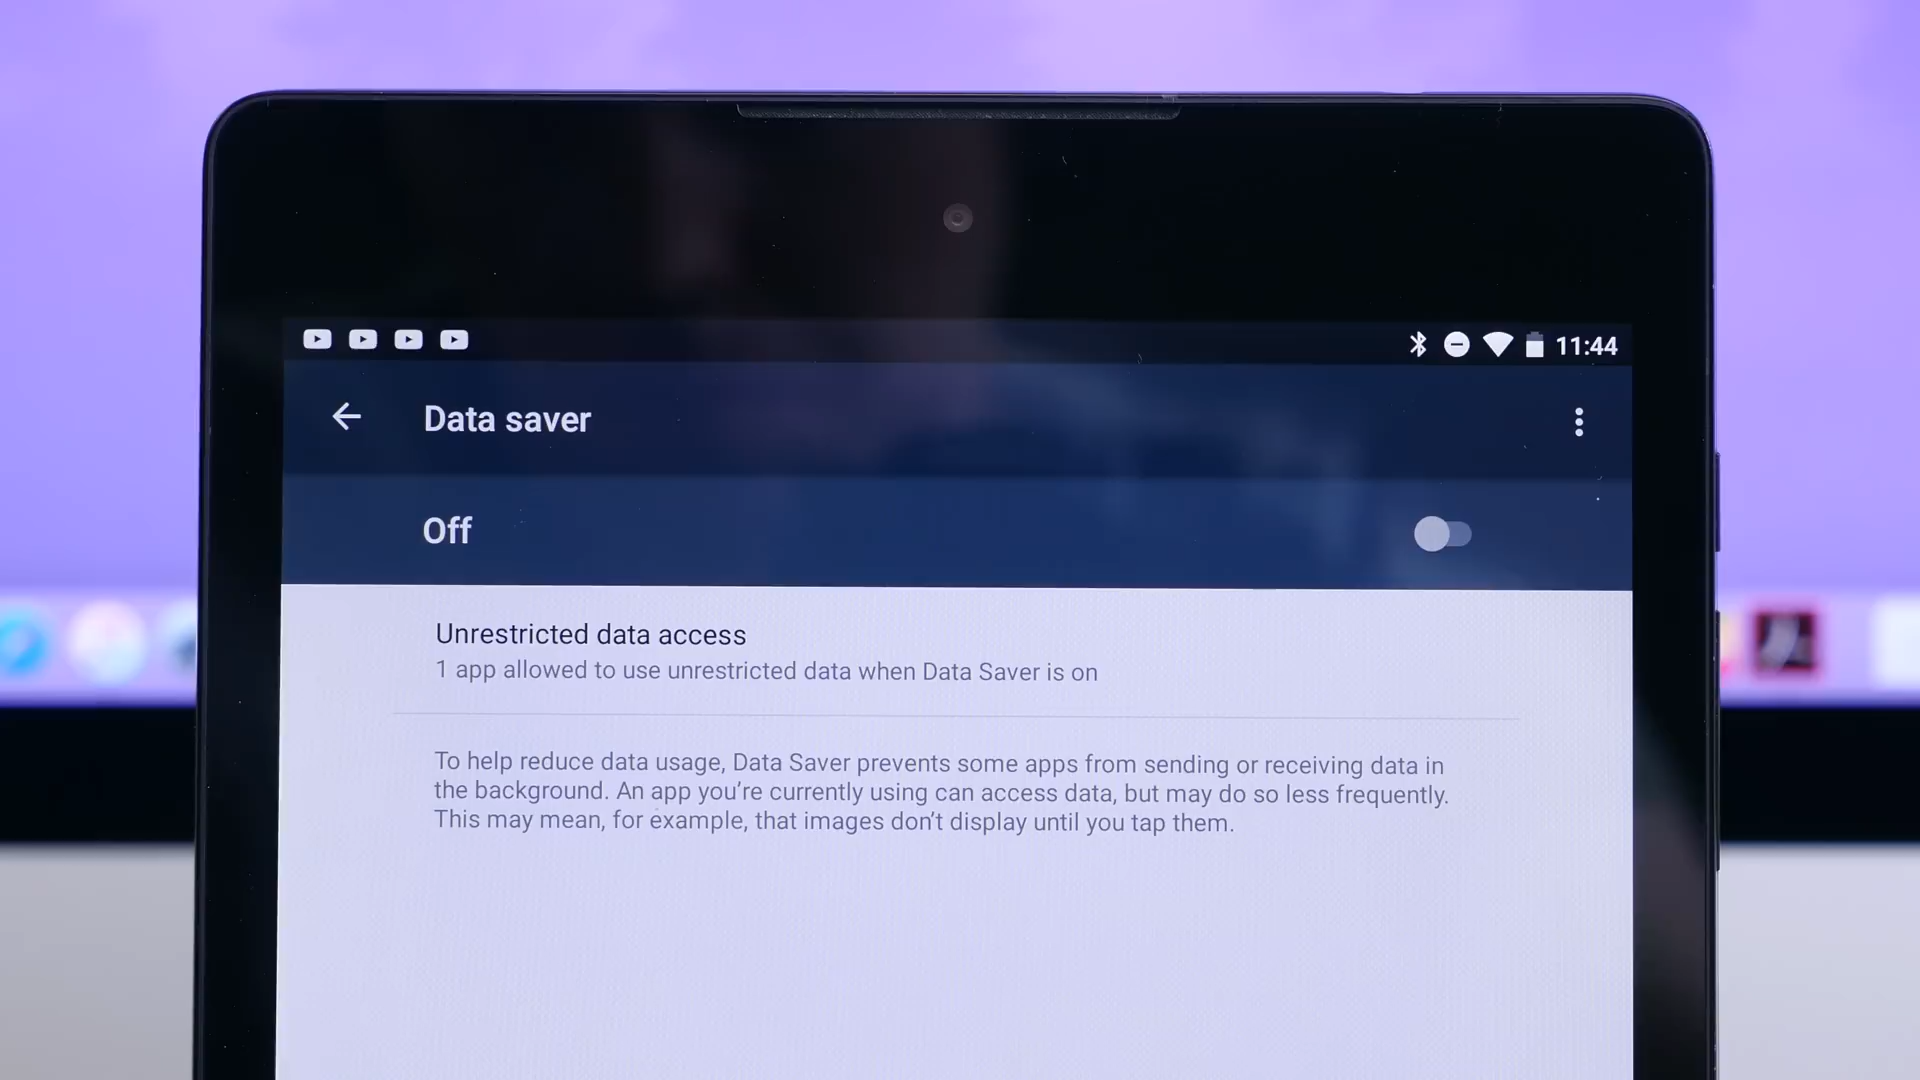 11:44
Data saver
Off
Unrestricted data access
1 app allowed to use unrestricted data when Data Saver is on
To help reduce data usage, Data Saver prevents some apps from sending or receiving data in
the background. An app you’re currently using can access data, but may do so less frequently.
This may mean, for example, that images don’t display until you tap them.